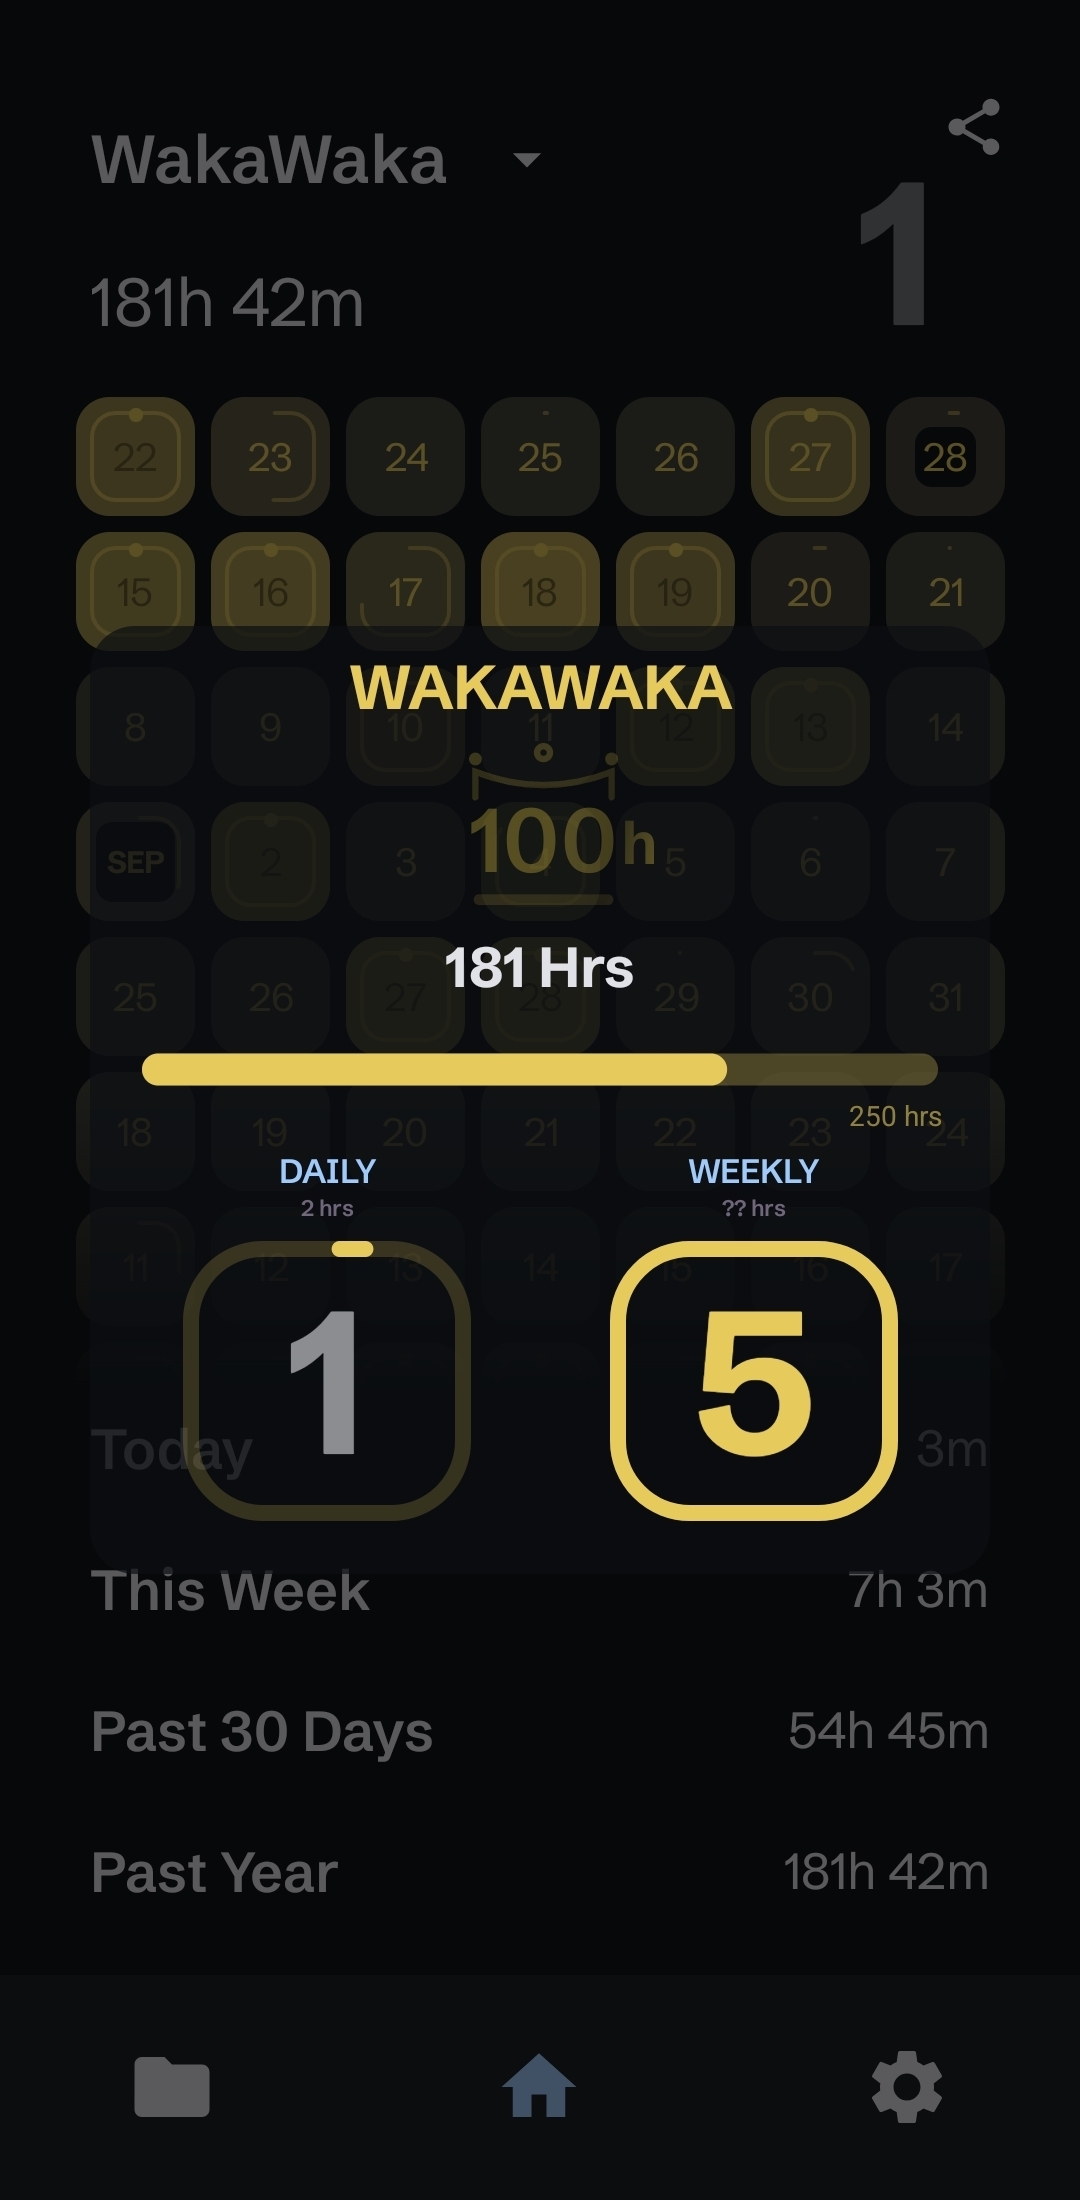 WakaWaka
181h 42m
1
22 23 24 25 26 27 28
15 16 17 18 19 20 21
WAKAWAKA
8 9 10 11 12 13 14
100h
SEP 2 3 4 5 6 7
181 Hrs
25 26 27 28 29 30 31
250 hrs
18 19 20 21 22 23 24
DAILY WEEKLY
2 hrs ?? hrs
11 12 13 14 15 16 17
1 5
Today 3m
This Week 7h 3m
Past 30 Days 54h 45m
Past Year 181h 42m